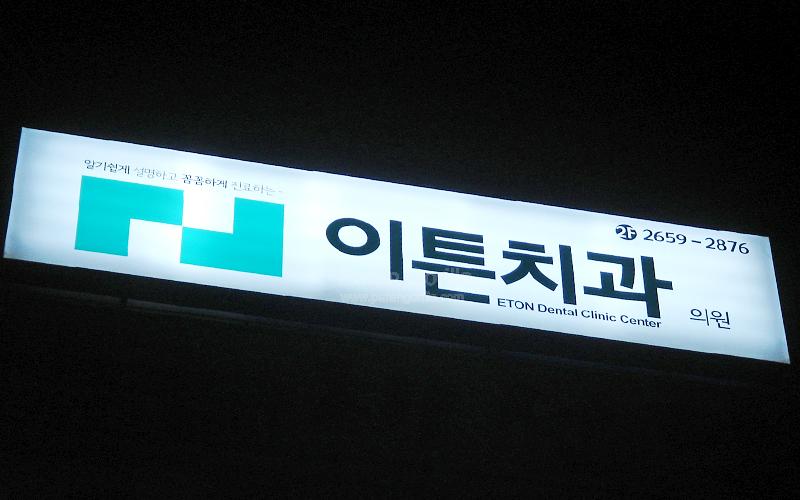 알기쉽게 설명하고 꼼꼼하게 진료하는 -
2F 2659-2876
이튼치과 의원
ETON Dental Clinic Center